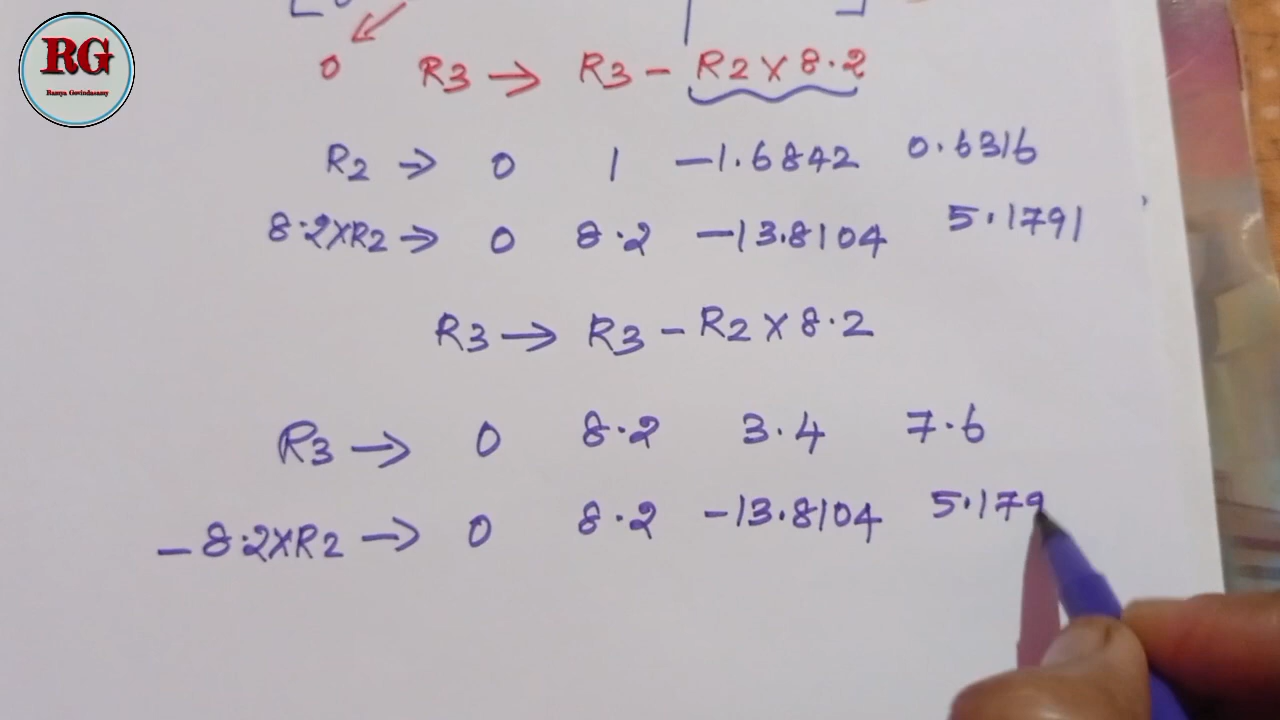 RG
Ramya Govindasamy
0 R3 → R3 - R2 × 8.2
R2 → 0 1 -1.6842 0.6316
8.2×R2 → 0 8.2 -13.8104 5.1791
R3 → R3 - R2 × 8.2
R3 → 0 8.2 3.4 7.6
-8.2×R2 → 0 8.2 -13.8104 5.179